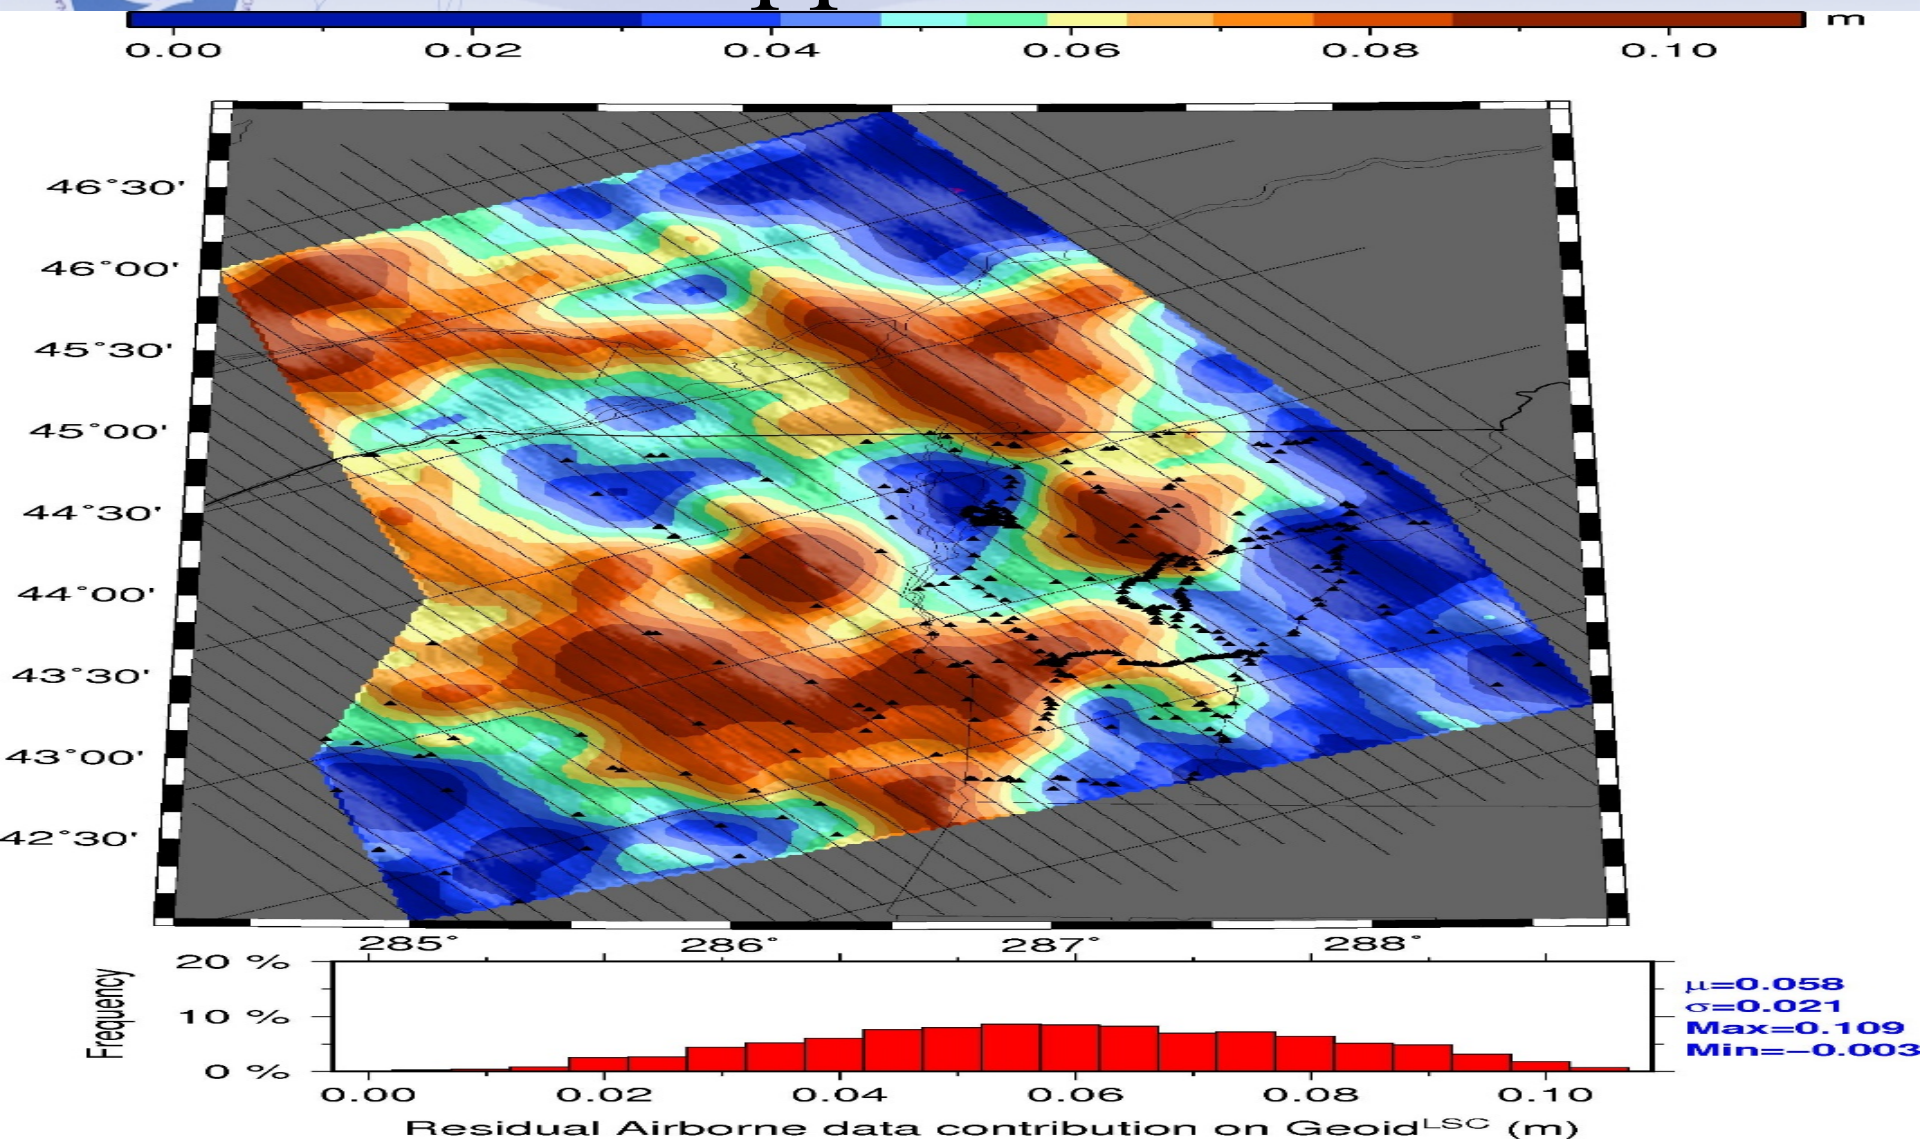 pp
m
0.00 0.02 0.04 0.06 0.08 0.10
46°30'
46°00'
45°30'
45°00'
44°30'
44°00'
43°30'
43°00'
42°30'
285° 286° 287° 288°
20 %
10 %
0 %
Frequency
μ=0.058
σ=0.021
Max=0.109
Min=−0.003
0.00 0.02 0.04 0.06 0.08 0.10
Residual Airborne data contribution on Geoid^LSC (m)